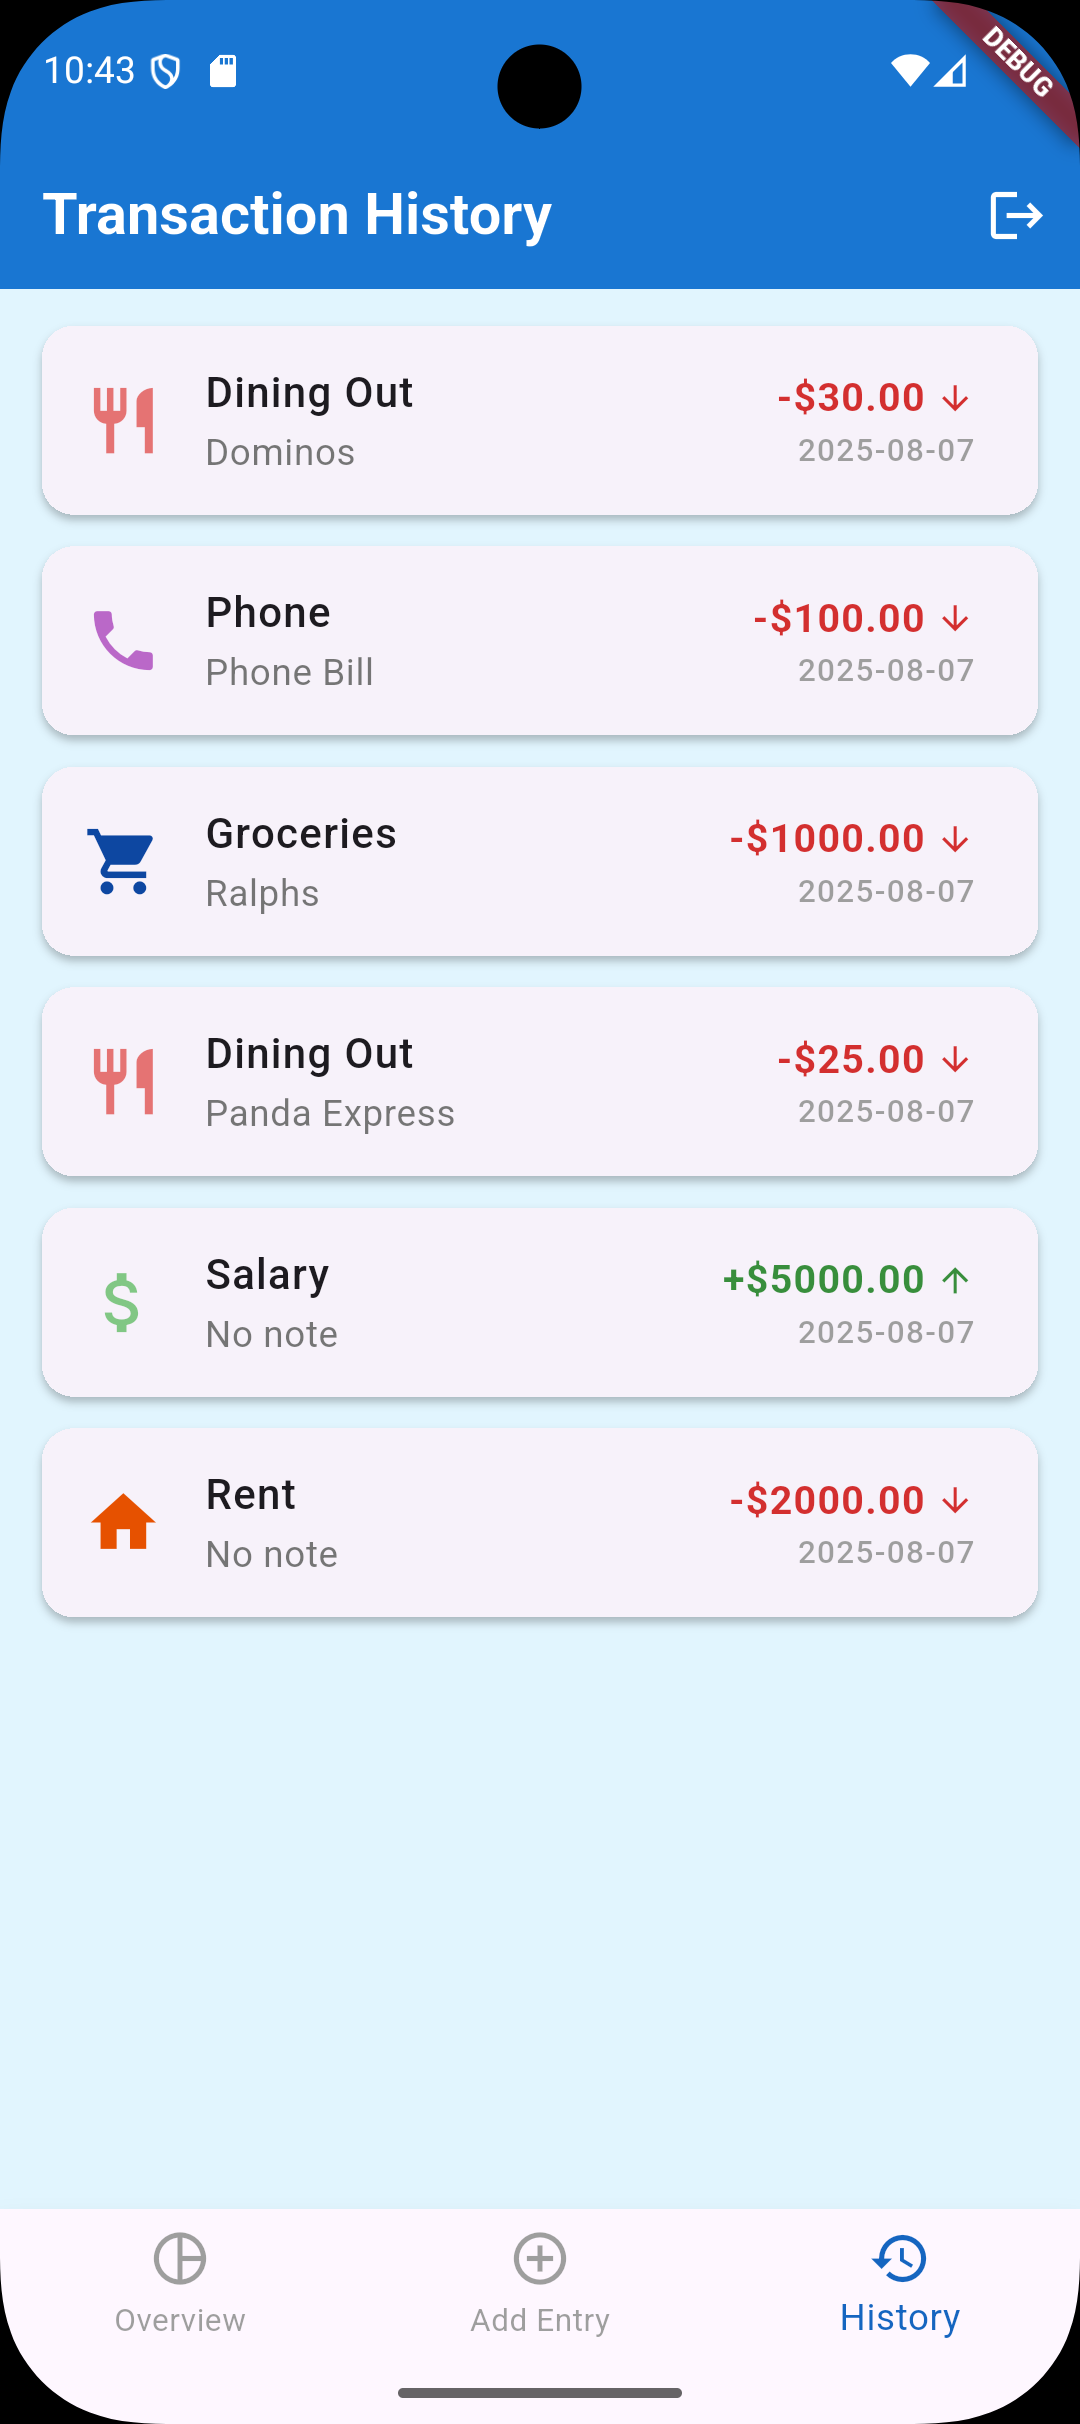 10:43
DEBUG
Transaction History
Dining Out
-$30.00
Dominos
2025-08-07
Phone
-$100.00
Phone Bill
2025-08-07
Groceries
-$1000.00
Ralphs
2025-08-07
Dining Out
-$25.00
Panda Express
2025-08-07
Salary
+$5000.00
No note
2025-08-07
Rent
-$2000.00
No note
2025-08-07
Overview
Add Entry
History